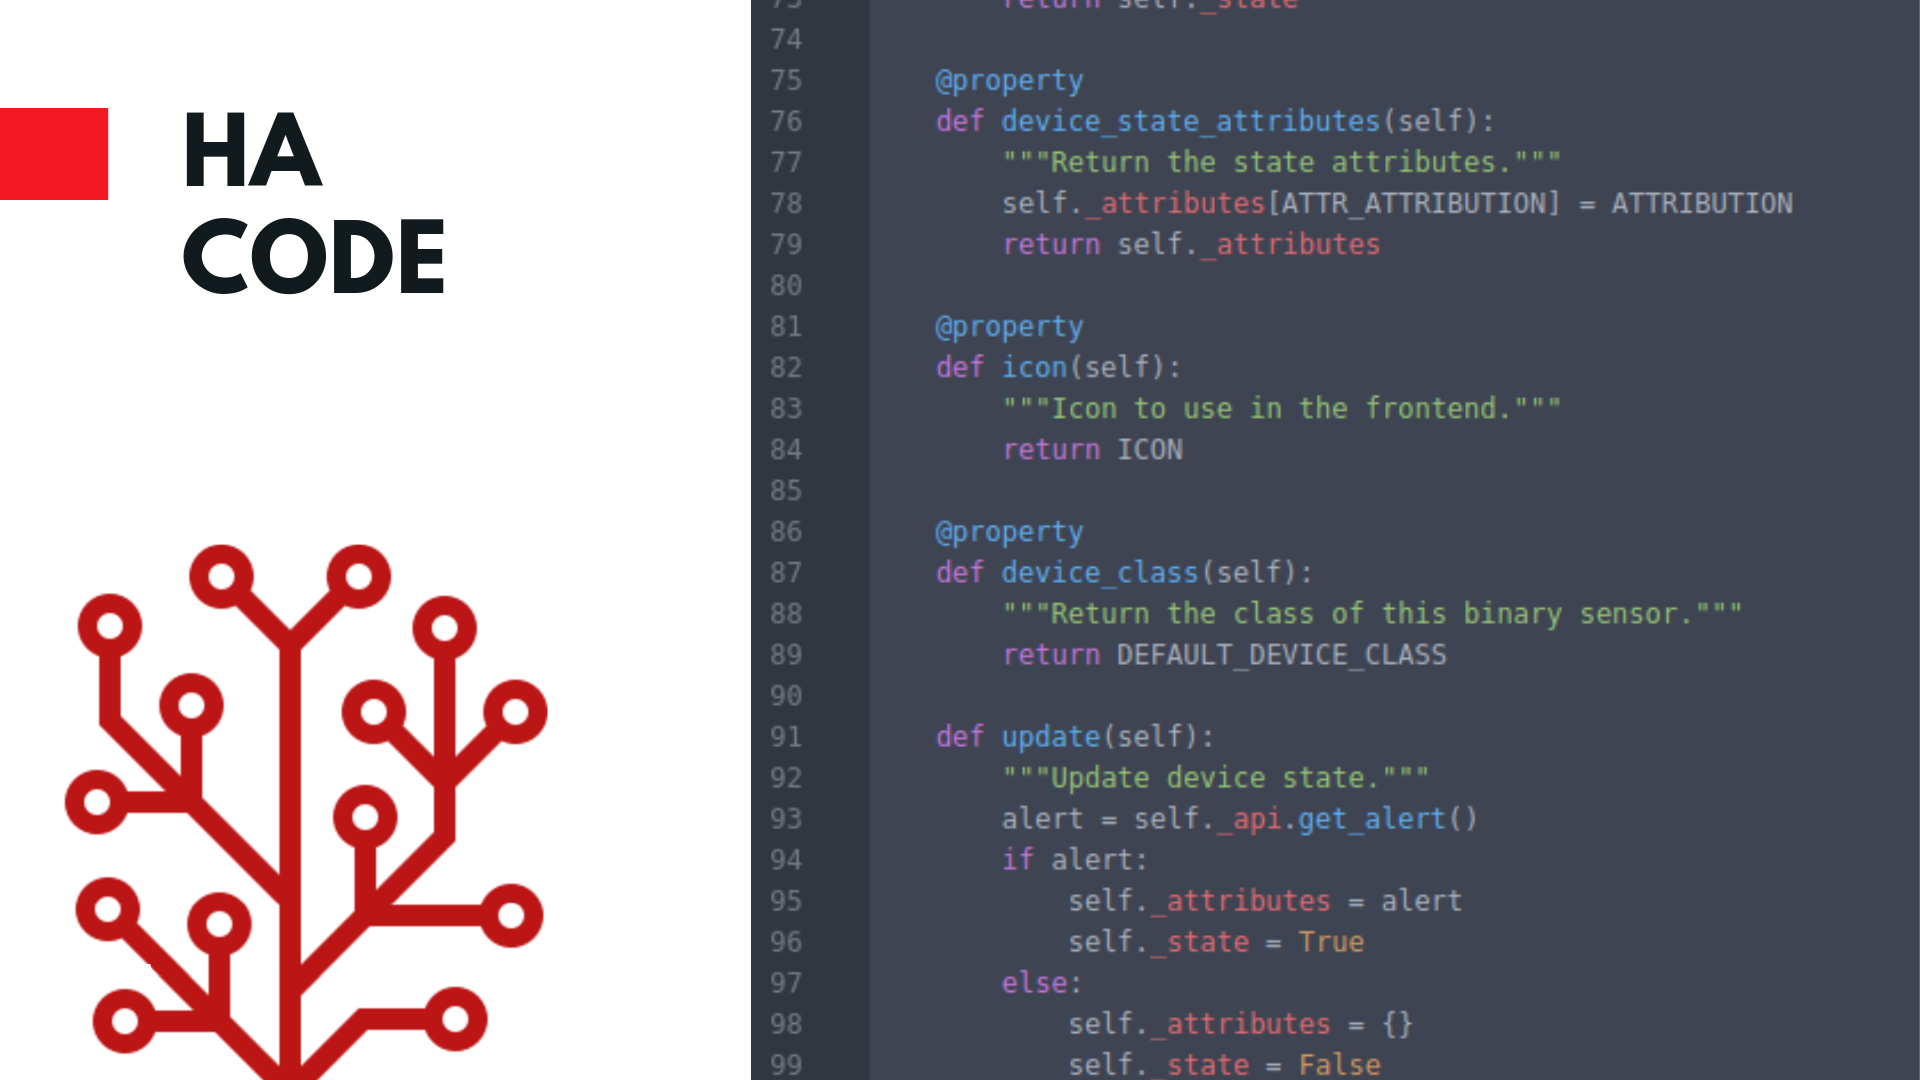 HA
CODE
73 return self._state
74
75 @property
76 def device_state_attributes(self):
77 """Return the state attributes."""
78 self._attributes[ATTR_ATTRIBUTION] = ATTRIBUTION
79 return self._attributes
80
81 @property
82 def icon(self):
83 """Icon to use in the frontend."""
84 return ICON
85
86 @property
87 def device_class(self):
88 """Return the class of this binary sensor."""
89 return DEFAULT_DEVICE_CLASS
90
91 def update(self):
92 """Update device state."""
93 alert = self._api.get_alert()
94 if alert:
95 self._attributes = alert
96 self._state = True
97 else:
98 self._attributes = {}
99 self._state = False